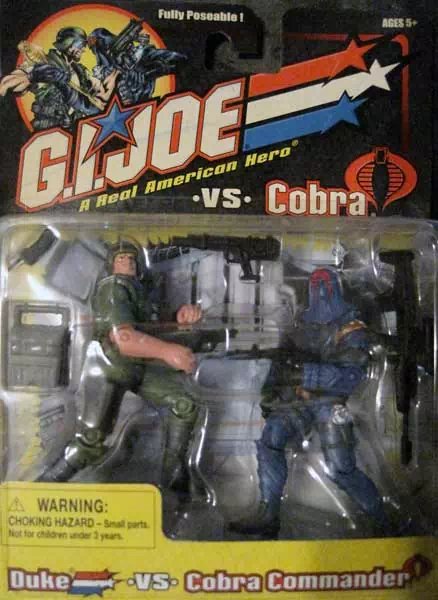 Fully Poseable !
AGES 5+
G.I.JOE®
A Real American Hero®
•VS• Cobra
WARNING:
CHOKING HAZARD – Small parts.
Not for children under 3 years.
Duke •VS• Cobra Commander